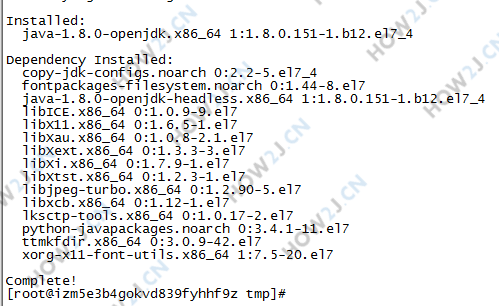 Installed:
java-1.8.0-openjdk.x86_64 1:1.8.0.151-1.b12.el7_4
Dependency Installed:
copy-jdk-configs.noarch 0:2.2-5.el7_4
fontpackages-filesystem.noarch 0:1.44-8.el7
java-1.8.0-openjdk-headless.x86_64 1:1.8.0.151-1.b12.el7_4
libICE.x86_64 0:1.0.9-9.el7
libX11.x86_64 0:1.6.5-1.el7
libXau.x86_64 0:1.0.8-2.1.el7
libXext.x86_64 0:1.3.3-3.el7
libXi.x86_64 0:1.7.9-1.el7
libXtst.x86_64 0:1.2.3-1.el7
libjpeg-turbo.x86_64 0:1.2.90-5.el7
libxcb.x86_64 0:1.12-1.el7
lksctp-tools.x86_64 0:1.0.17-2.el7
python-javapackages.noarch 0:3.4.1-11.el7
ttmkfdir.x86_64 0:3.0.9-42.el7
xorg-x11-font-utils.x86_64 1:7.5-20.el7
Complete!
[root@izm5e3b4gokvd839fyhhf9z tmp]#
HOW2J.CN